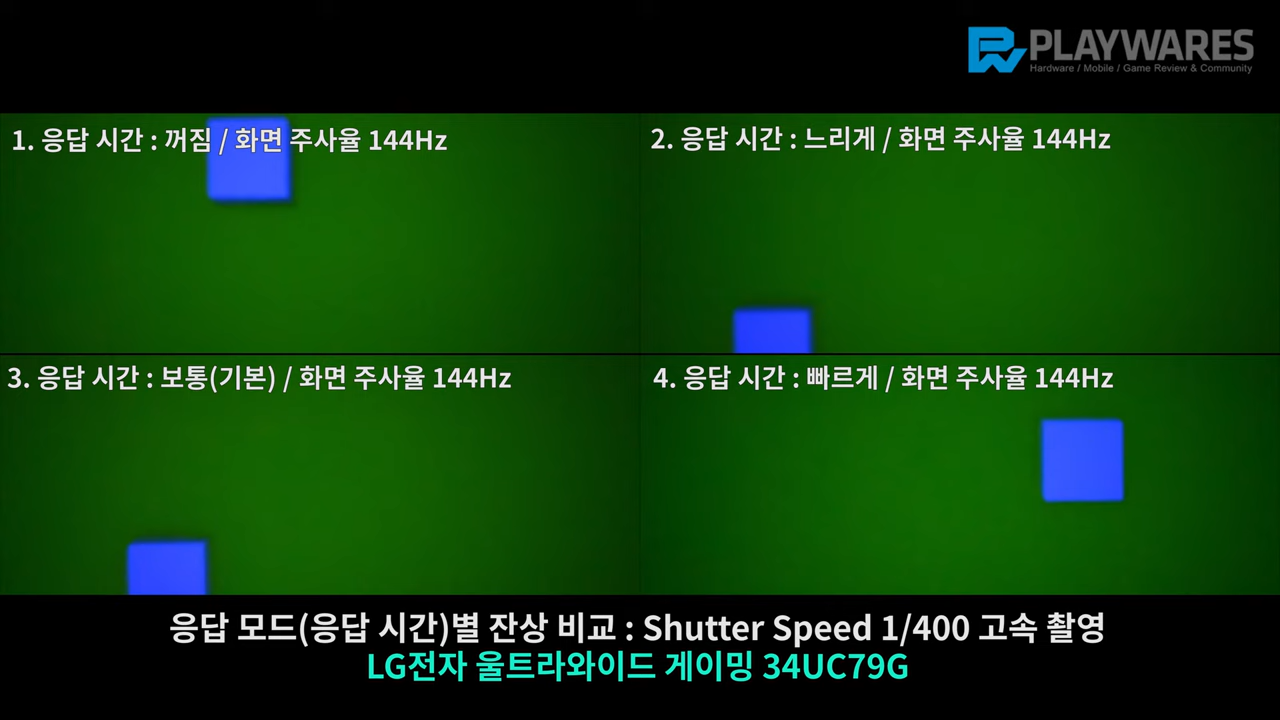 PLAYWARES
Hardware / Mobile / Game Review & Community
1. 응답 시간 : 꺼짐 / 화면 주사율 144Hz
2. 응답 시간 : 느리게 / 화면 주사율 144Hz
3. 응답 시간 : 보통(기본) / 화면 주사율 144Hz
4. 응답 시간 : 빠르게 / 화면 주사율 144Hz
응답 모드(응답 시간)별 잔상 비교 : Shutter Speed 1/400 고속 촬영
LG전자 울트라와이드 게이밍 34UC79G